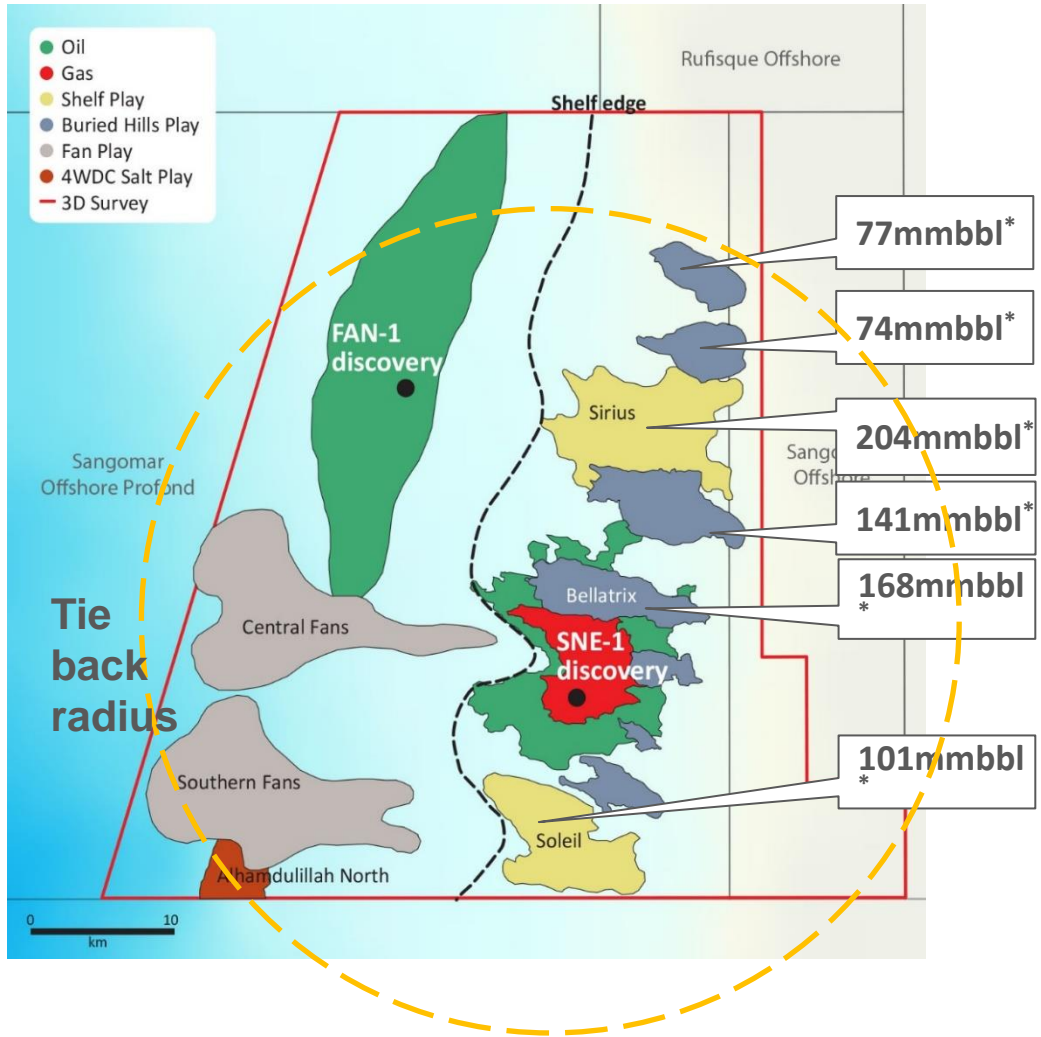 Oil
Gas
Shelf Play
Buried Hills Play
Fan Play
4WDC Salt Play
3D Survey
Rufisque Offshore
Shelf edge
77mmbbl*
74mmbbl*
FAN-1
discovery
Sirius
204mmbbl*
Sangomar
Offshore Profond
Sango
Offshore
141mmbbl*
168mmbbl
*
Bellatrix
Tie
back
radius
Central Fans
SNE-1
discovery
101mmbbl
*
Southern Fans
Soleil
Alhamdulillah North
0 10
km